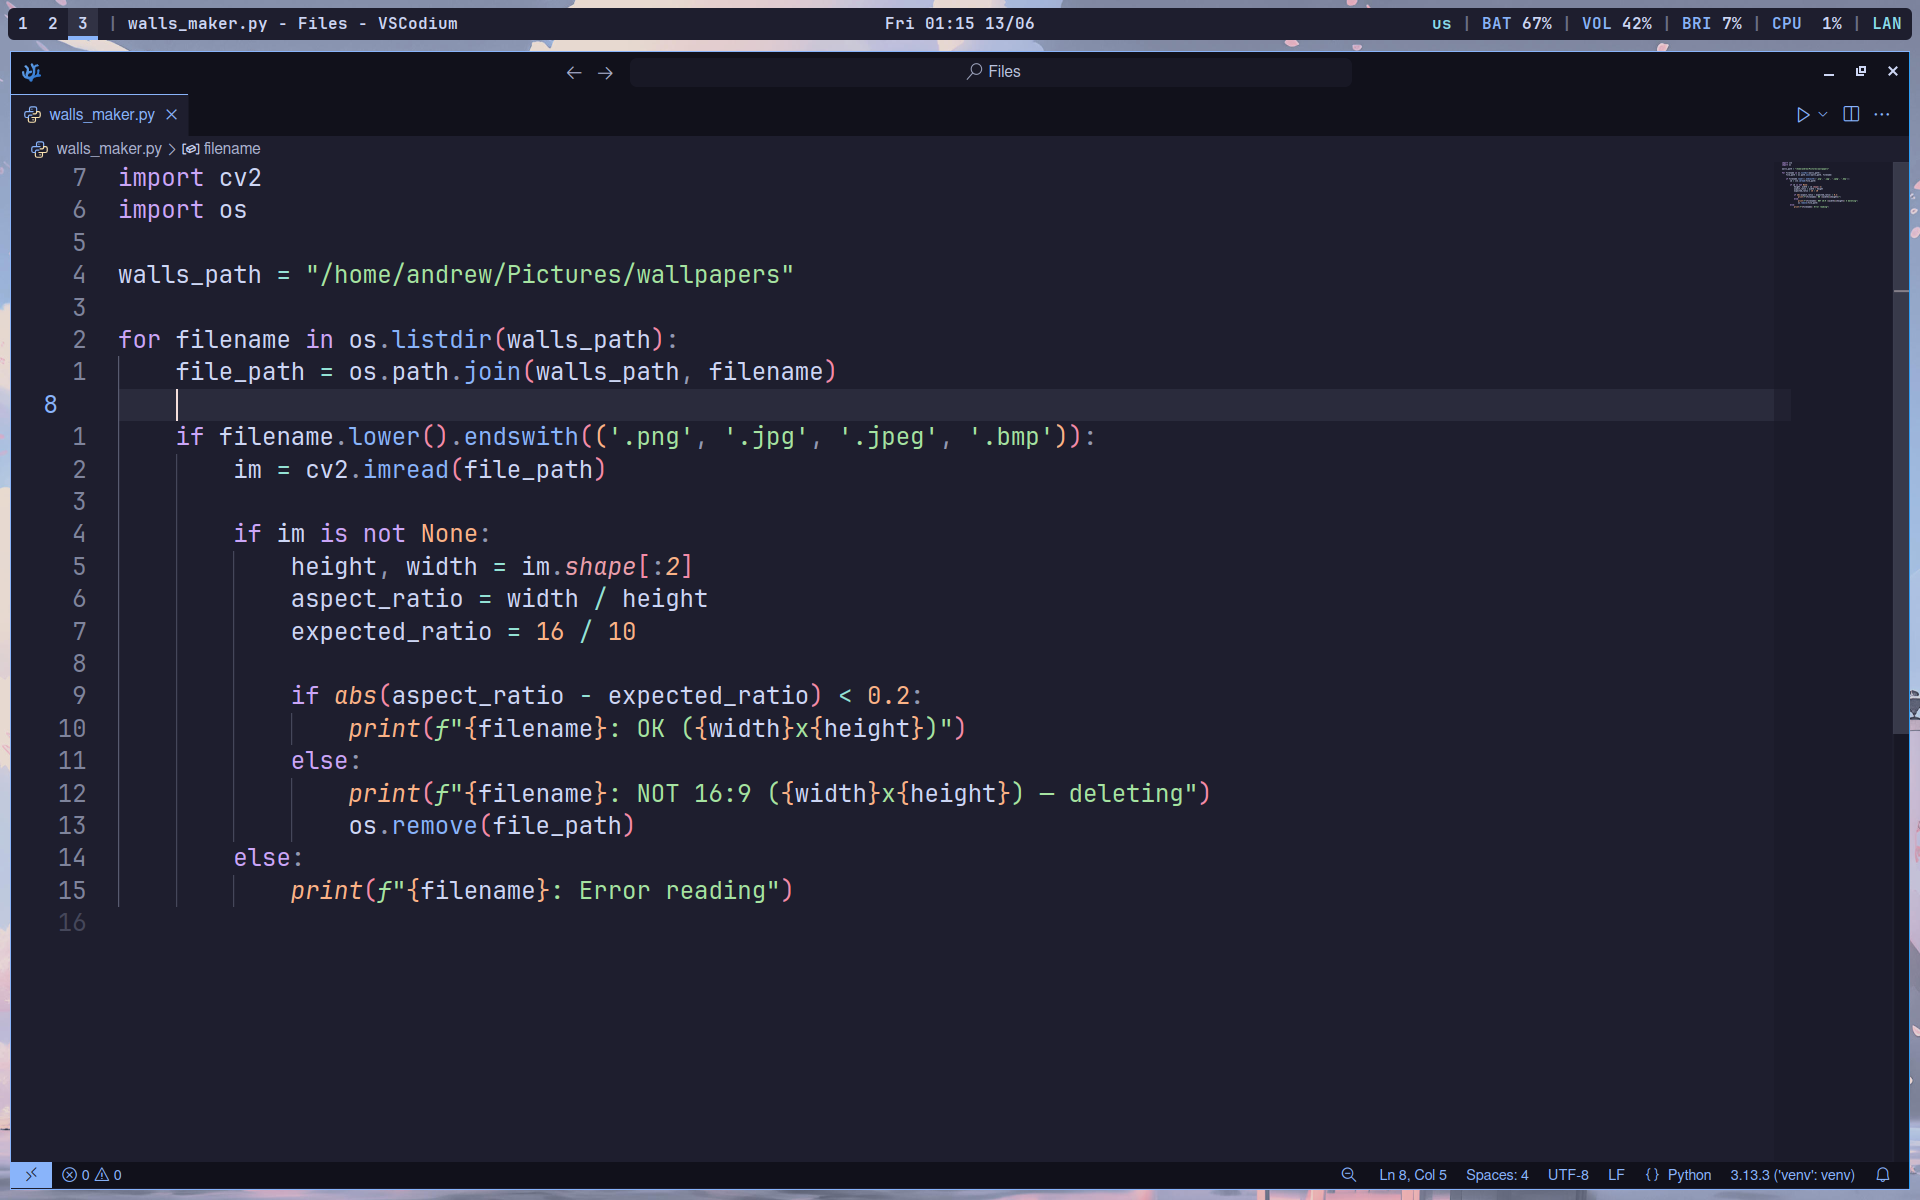 1 2 3 | walls_maker.py - Files - VSCodium
Fri 01:15 13/06
us | BAT 67% | VOL 42% | BRI 7% | CPU 1% | LAN
Files
walls_maker.py
walls_maker.py > filename
7 import cv2
6 import os
5
4 walls_path = "/home/andrew/Pictures/wallpapers"
3
2 for filename in os.listdir(walls_path):
1     file_path = os.path.join(walls_path, filename)
8
1     if filename.lower().endswith(('.png', '.jpg', '.jpeg', '.bmp')):
2         im = cv2.imread(file_path)
3
4         if im is not None:
5             height, width = im.shape[:2]
6             aspect_ratio = width / height
7             expected_ratio = 16 / 10
8
9             if abs(aspect_ratio - expected_ratio) < 0.2:
10                 print(f"{filename}: OK ({width}x{height})")
11             else:
12                 print(f"{filename}: NOT 16:9 ({width}x{height}) — deleting")
13                 os.remove(file_path)
14         else:
15             print(f"{filename}: Error reading")
16
0 0
Ln 8, Col 5 Spaces: 4 UTF-8 LF {} Python 3.13.3 ('venv': venv)